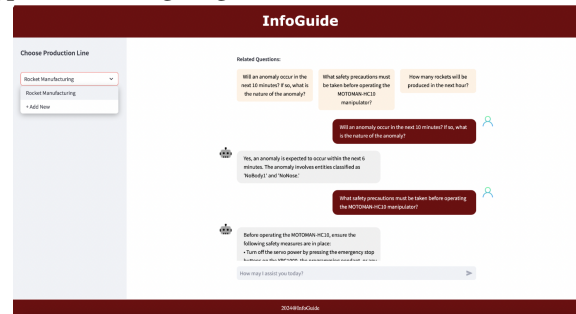 InfoGuide
Choose Production Line
Rocket Manufacturing
Rocket Manufacturing
+ Add New
Related Questions:
Will an anomaly occur in the
next 10 minutes? If so, what is
the nature of the anomaly?
What safety precautions must
be taken before operating the
MOTOMAN-HC10
manipulator?
How many rockets will be
produced in the next hour?
Will an anomaly occur in the next 10 minutes? If so, what
is the nature of the anomaly?
Yes, an anomaly is expected to occur within the next 6
minutes. The anomaly involves entities classified as
'NoBody1' and 'NoNose.'
What safety precautions must be taken before operating
the MOTOMAN-HC10 manipulator?
Before operating the MOTOMAN-HC10, ensure the
following safety measures are in
place:
• Turn off the servo power by pressing the emergency stop
How may I assist you today?
2024@InfoGuide